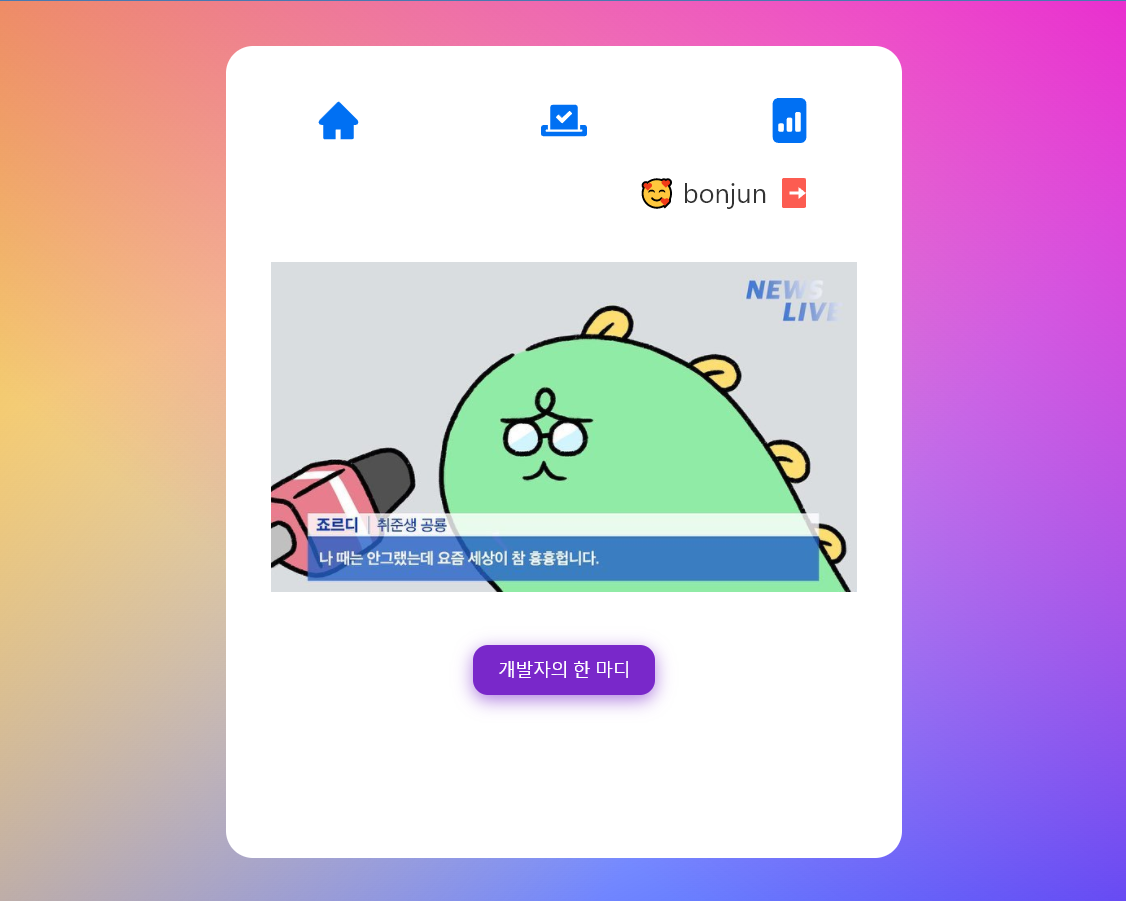 bonjun
NEWS
LIVE
죠르디 | 취준생 공룡
나 때는 안그랬는데 요즘 세상이 참 흉흉헙니다.
개발자의 한 마디